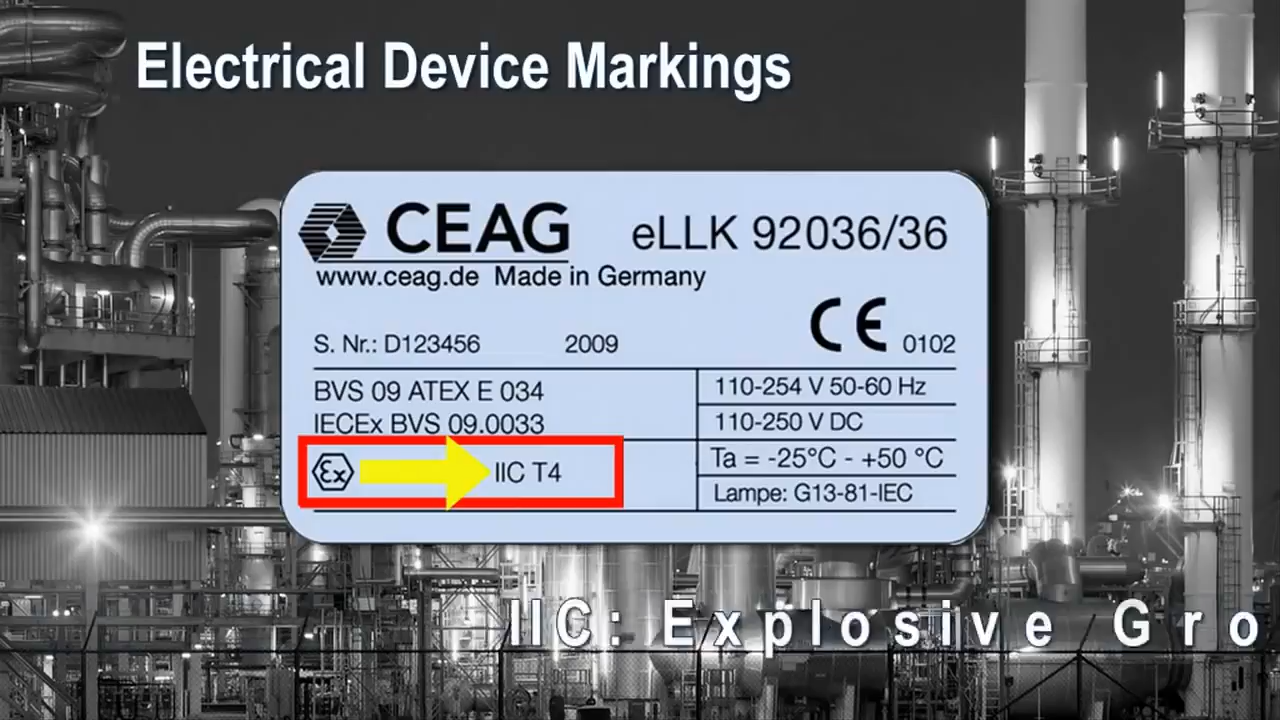 Electrical Device Markings
CEAG eLLK 92036/36
www.ceag.de Made in Germany
S. Nr.: D123456 2009 CE 0102
BVS 09 ATEX E 034
IECEx BVS 09.0033
110-254 V 50-60 Hz
110-250 V DC
Ex IIC T4
Ta = -25°C - +50 °C
Lampe: G13-81-IEC
IIC: Explosive Gro